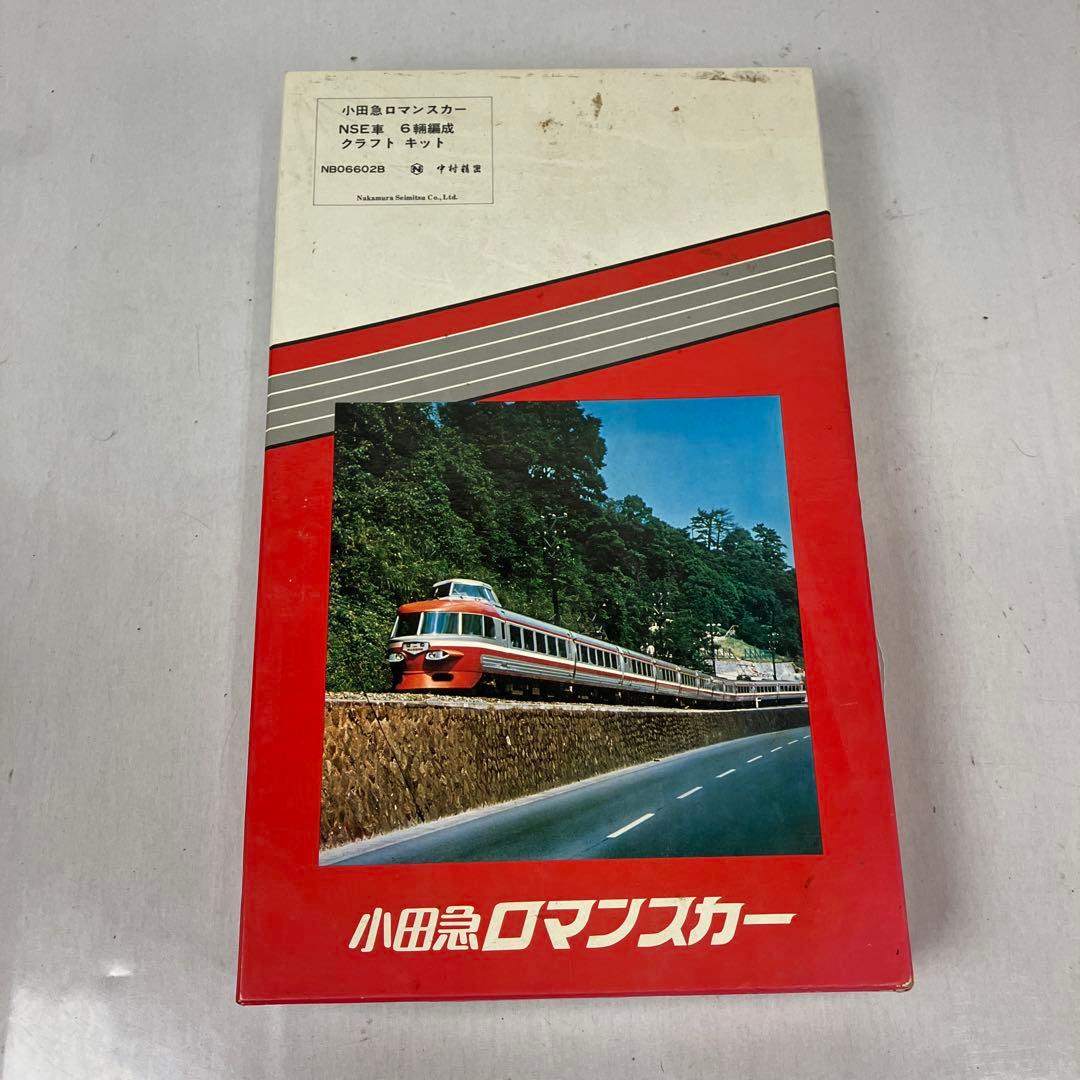 小田急ロマンスカー
NSE車 6輛編成
クラフト キット
NB06602B N 中村精密
Nakamura Seimitsu Co., Ltd.
小田急ロマンスカー